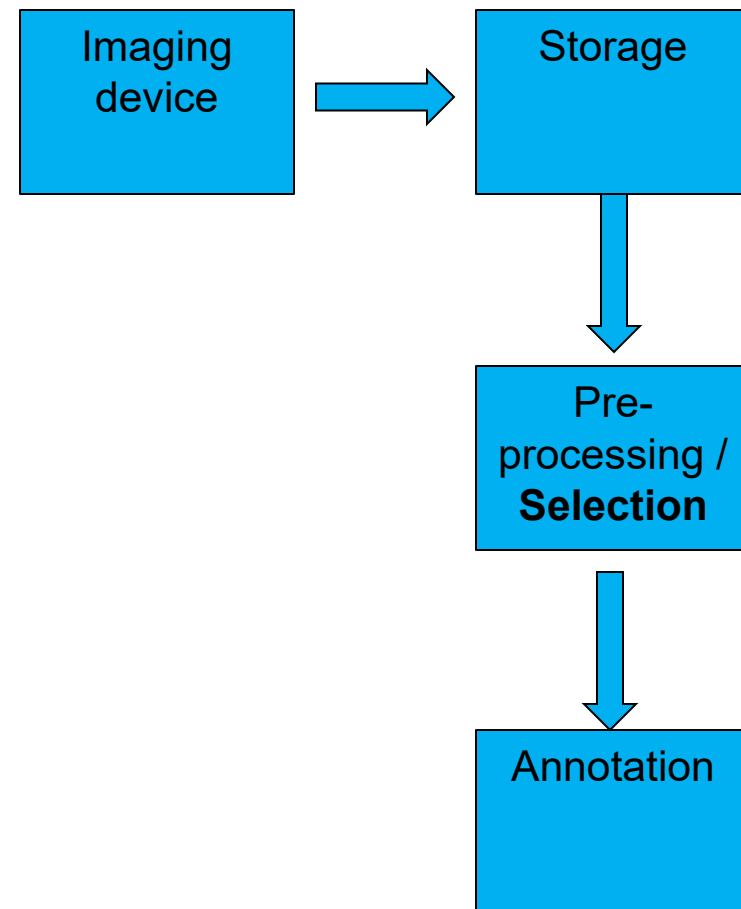 Imaging
device
Storage
Pre-
processing /
Selection
Annotation